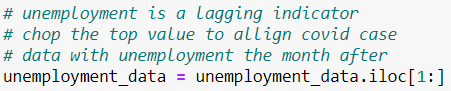 # unemployment is a lagging indicator
# chop the top value to allign covid case
# data with unemployment the month after
unemployment_data = unemployment_data.iloc[1:]